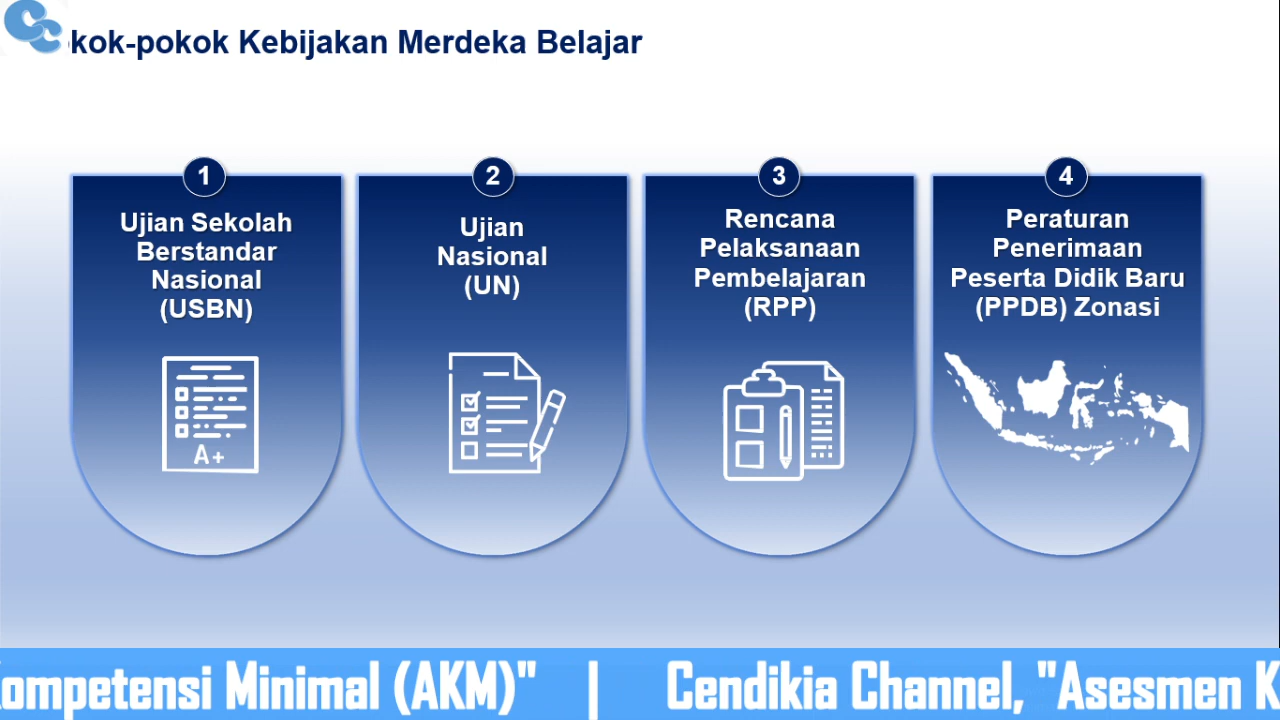 kok-pokok Kebijakan Merdeka Belajar
1
Ujian Sekolah
Berstandar
Nasional
(USBN)
A+
2
Ujian
Nasional
(UN)
3
Rencana
Pelaksanaan
Pembelajaran
(RPP)
4
Peraturan
Penerimaan
Peserta Didik Baru
(PPDB) Zonasi
ompetensi Minimal (AKM)" | Cendikia Channel, "Asesmen K